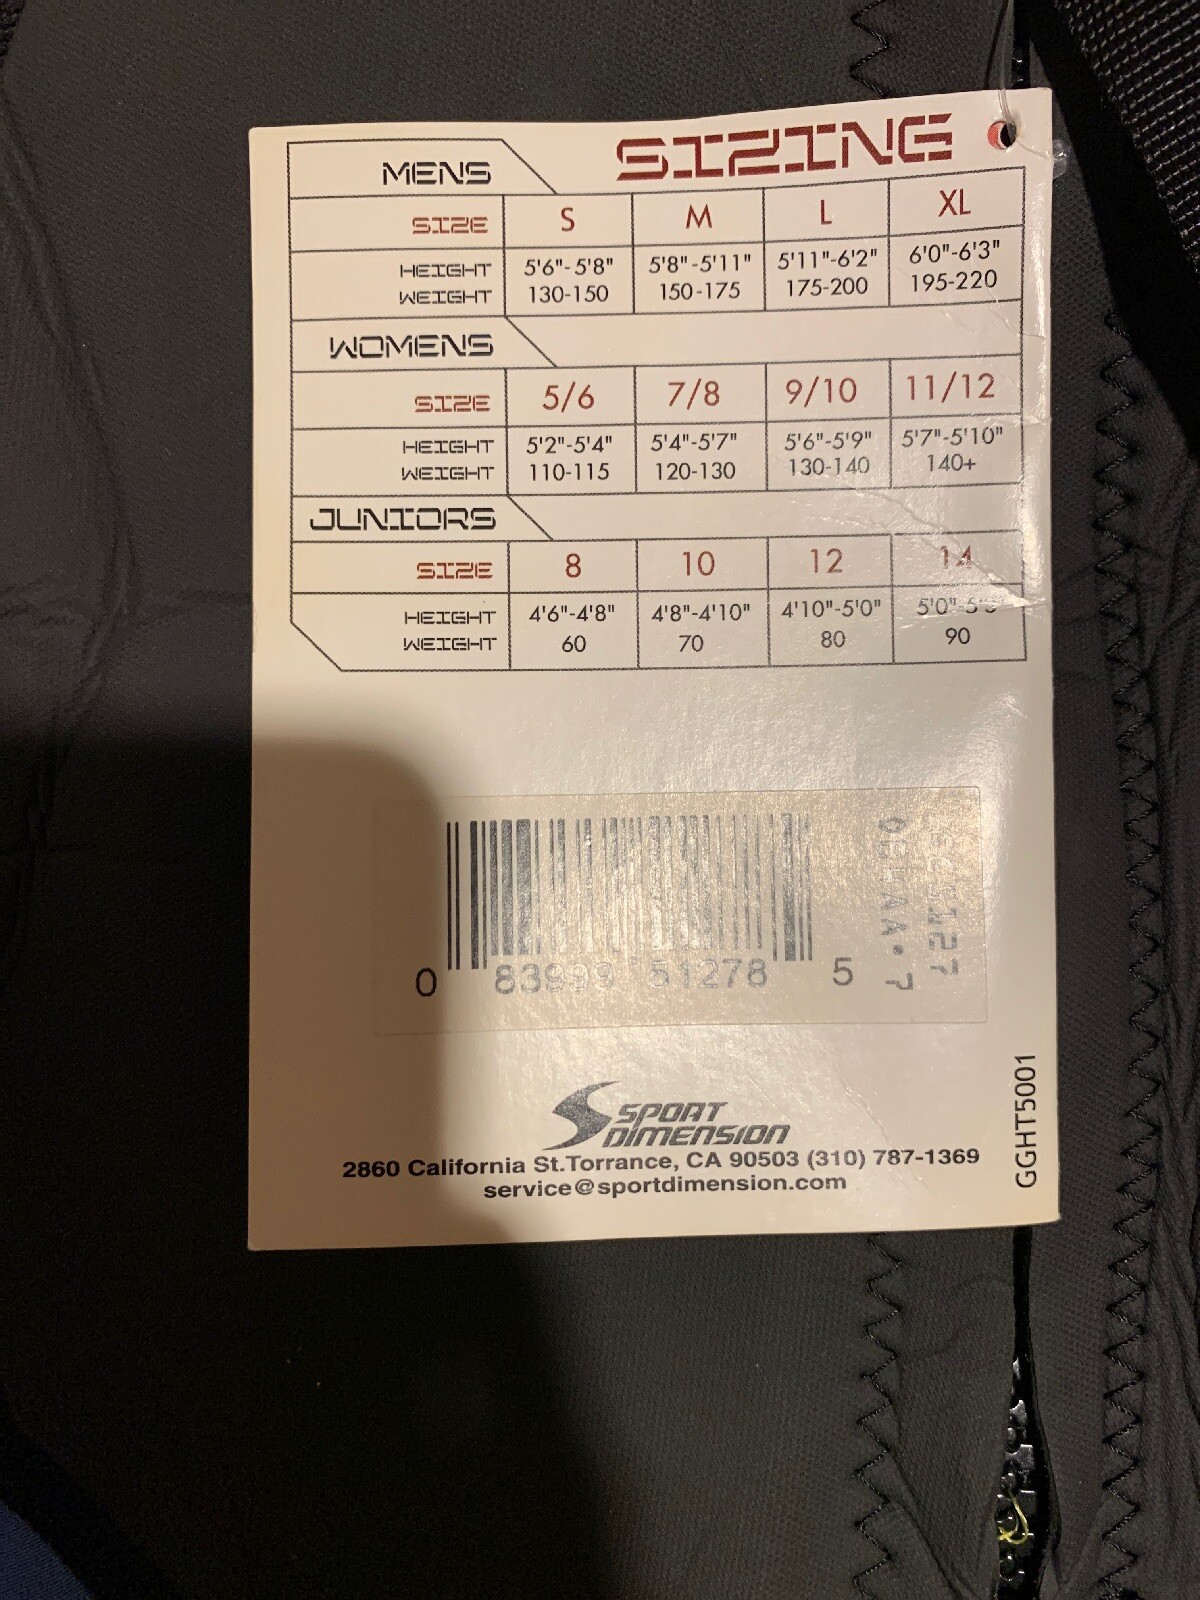 SIZING
MENS
SIZE S M L XL
HEIGHT 5'6"-5'8" 5'8"-5'11" 5'11"-6'2" 6'0"-6'3"
WEIGHT 130-150 150-175 175-200 195-220
WOMENS
SIZE 5/6 7/8 9/10 11/12
HEIGHT 5'2"-5'4" 5'4"-5'7" 5'6"-5'9" 5'7"-5'10"
WEIGHT 110-115 120-130 130-140 140+
JUNIORS
SIZE 8 10 12 14
HEIGHT 4'6"-4'8" 4'8"-4'10" 4'10"-5'0"
WEIGHT 60 70 80 90
0 83999 51278 5
SPORT
DIMENSION
2860 California St.Torrance, CA 90503 (310) 787-1369
service@sportdimension.com
GGHT5001